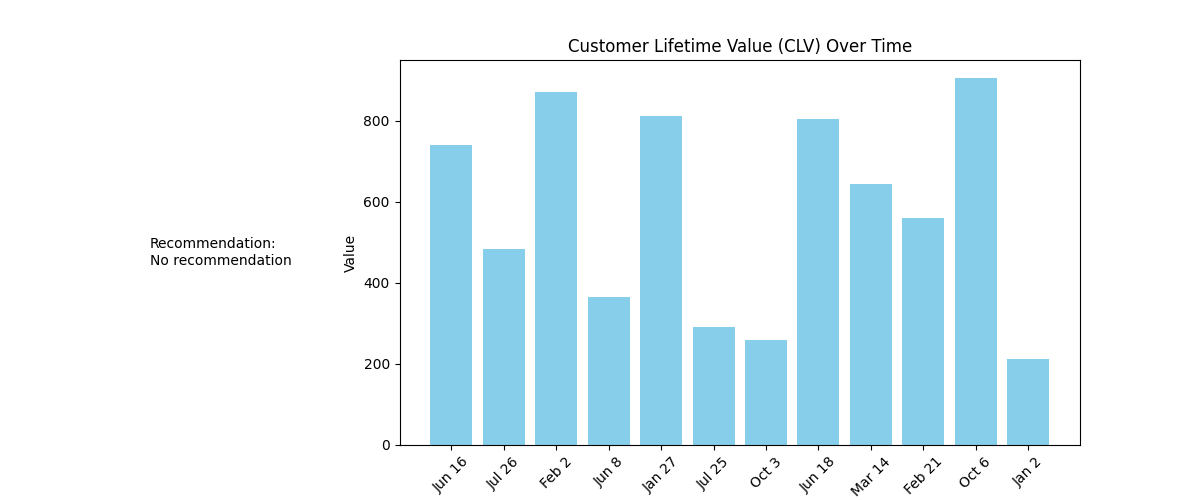 Customer Lifetime Value (CLV) Over Time
Recommendation:
No recommendation
Value
800
600
400
200
0
Jun 16
Jul 26
Feb 2
Jun 8
Jan 27
Jul 25
Oct 3
Jun 18
Mar 14
Feb 21
Oct 6
Jan 2